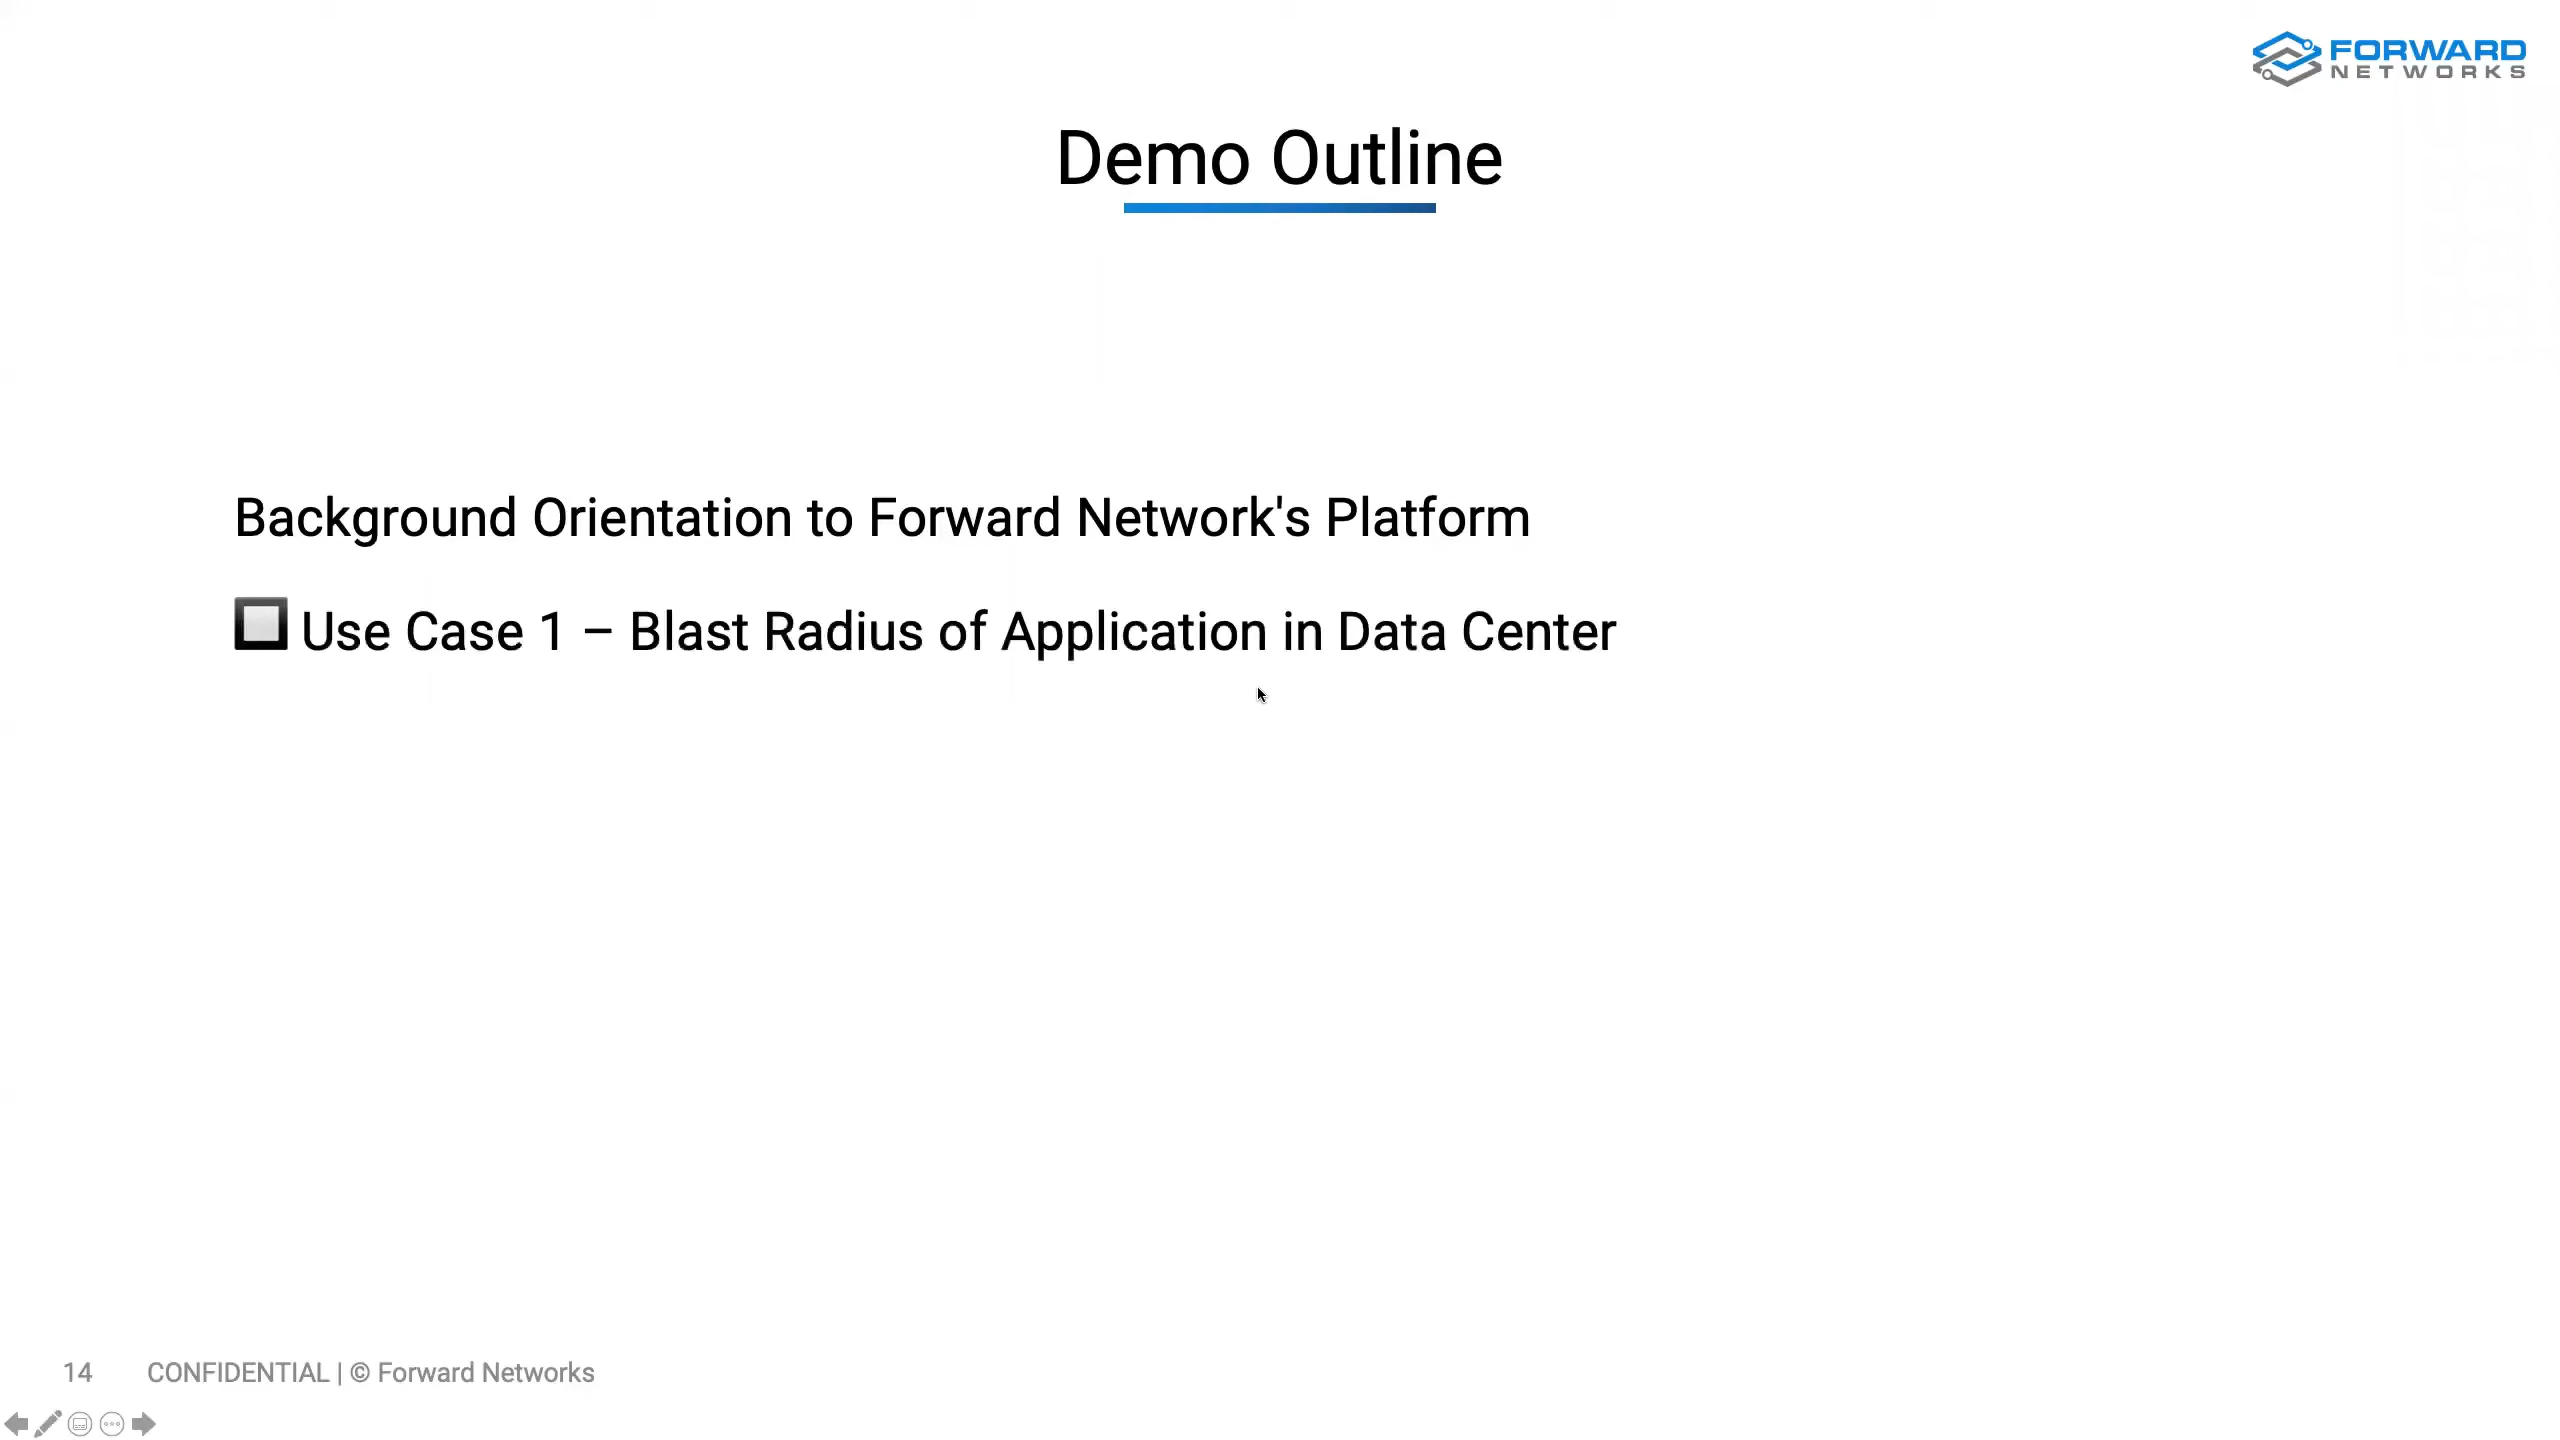 FORWARD
NETWORKS
Demo Outline
Background Orientation to Forward Network's Platform
Use Case 1 – Blast Radius of Application in Data Center
14 CONFIDENTIAL | © Forward Networks